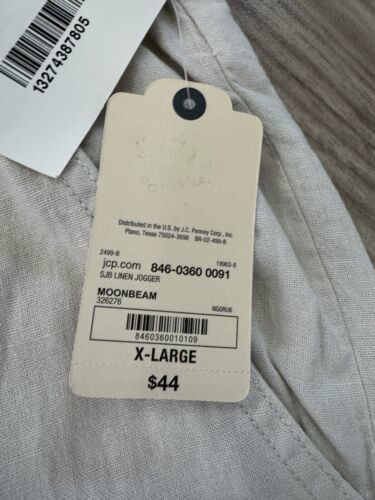 13274387805
Distributed in the U.S. by J.C. Penney Corp., Inc.
Plano, Texas 75024-3698 BR-02-499-B
2499-B 19963-8
jcp.com 846-0360 0091
SJB LINEN JOGGER
MOONBEAM
326276 NG0RU6
8460360010109
X-LARGE
$44